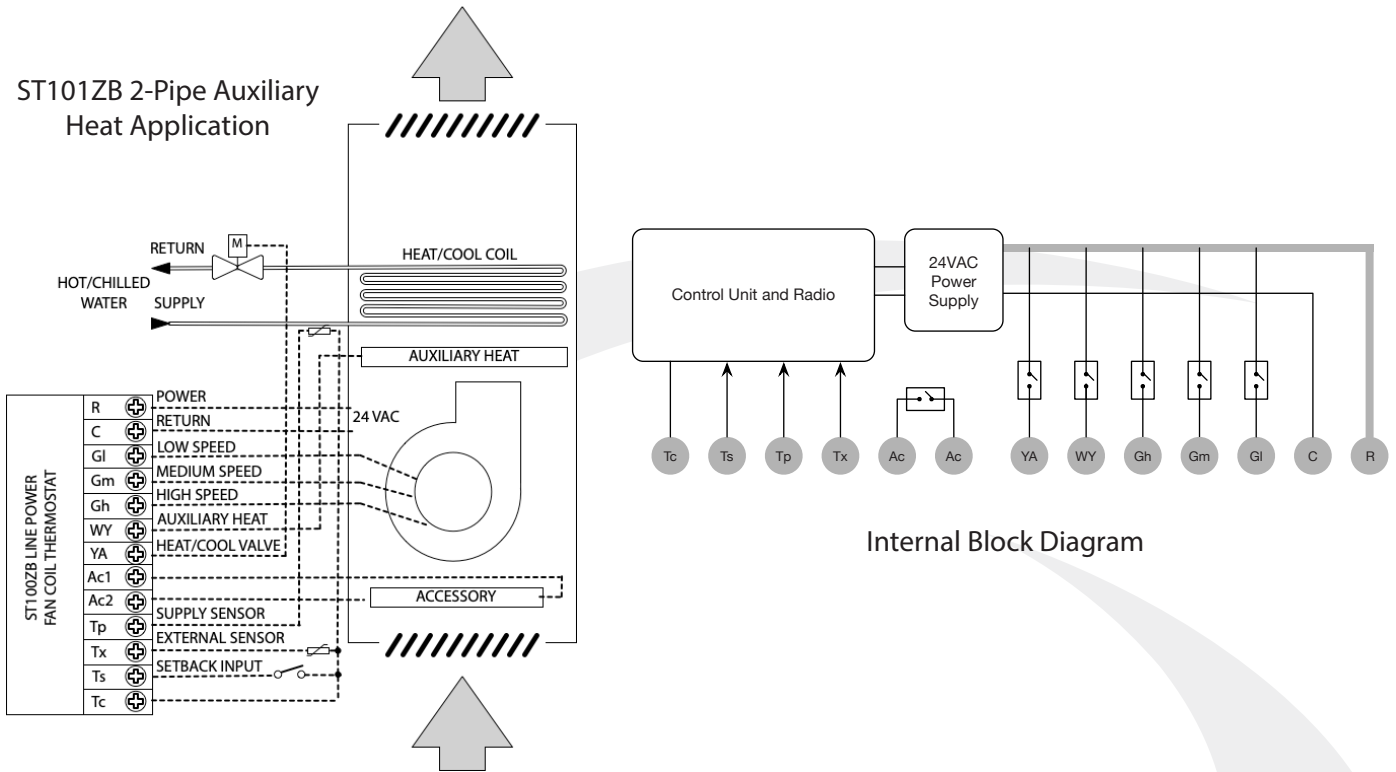 ST101ZB 2-Pipe Auxiliary
Heat Application
RETURN
M
HEAT/COOL COIL
HOT/CHILLED
WATER
SUPPLY
AUXILIARY HEAT
ST100ZB LINE POWER
FAN COIL THERMOSTAT
R
POWER
24 VAC
C
RETURN
Gl
LOW SPEED
Gm
MEDIUM SPEED
Gh
HIGH SPEED
WY
AUXILIARY HEAT
YA
HEAT/COOL VALVE
Ac1
Ac2
ACCESSORY
Tp
SUPPLY SENSOR
Tx
EXTERNAL SENSOR
Ts
SETBACK INPUT
Tc
Control Unit and Radio
24VAC
Power
Supply
Tc Ts Tp Tx Ac Ac YA WY Gh Gm Gl C R
Internal Block Diagram